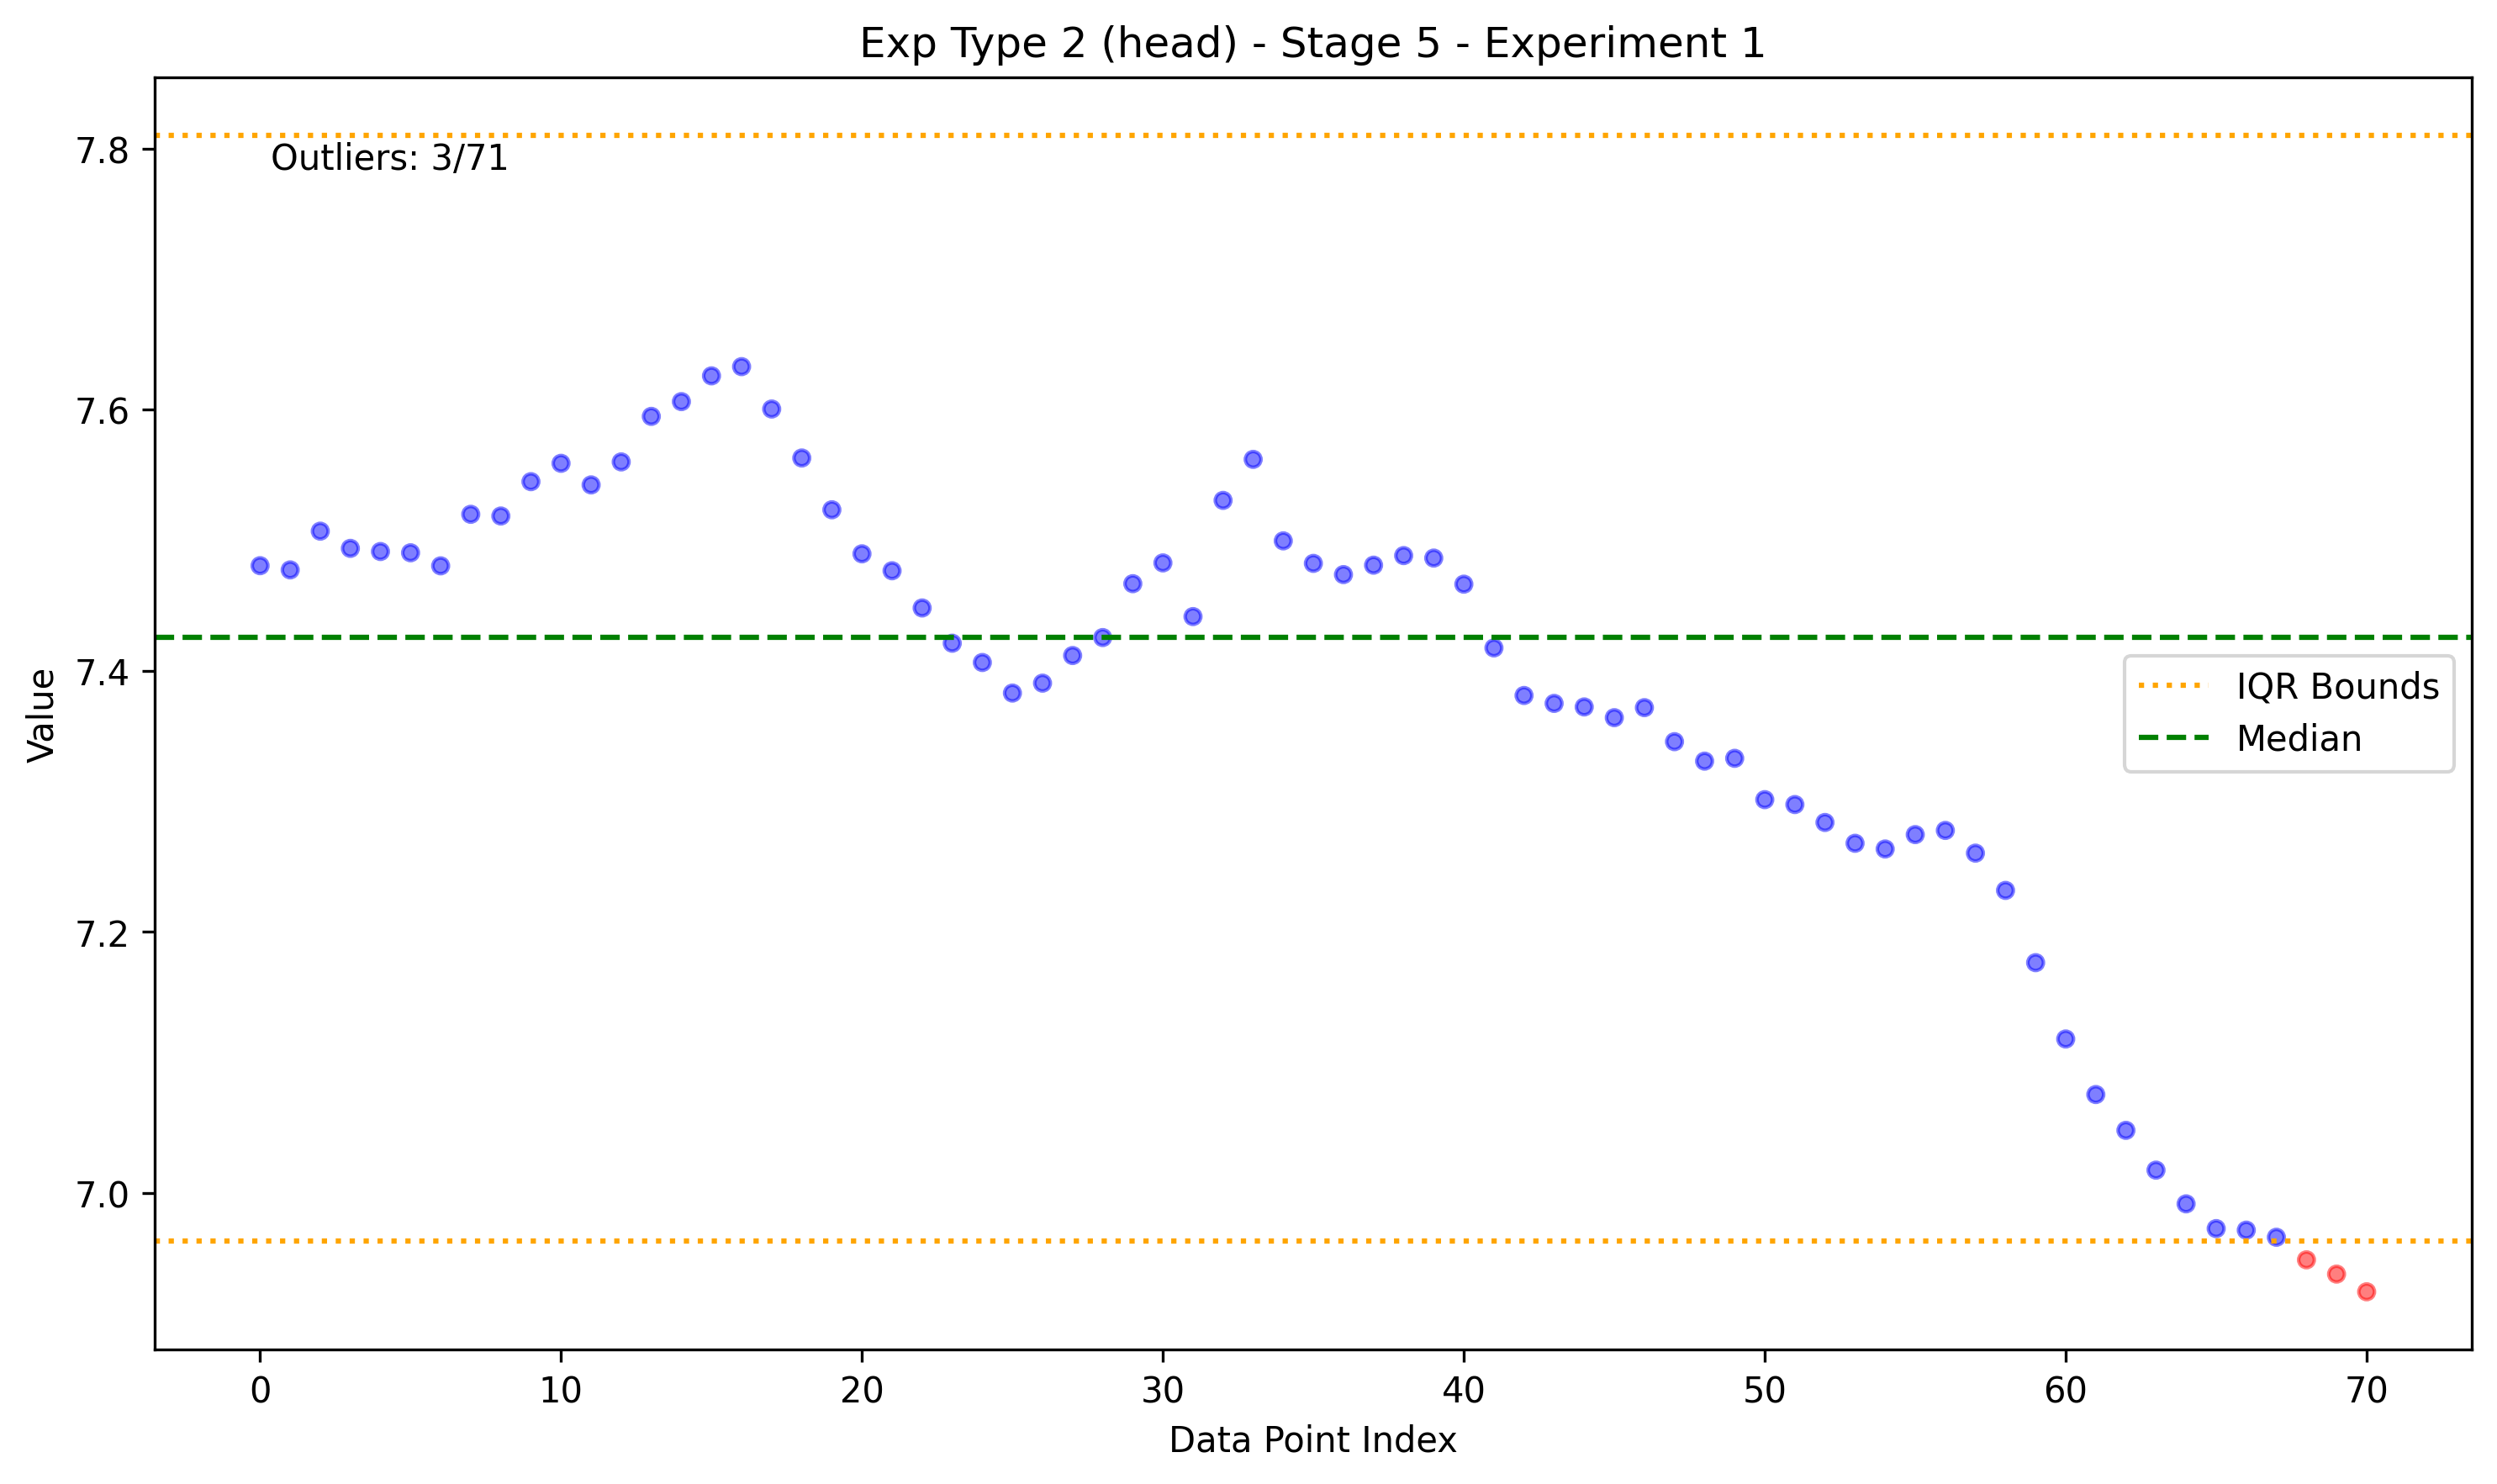 Exp Type 2 (head) - Stage 5 - Experiment 1
Outliers: 3/71
7.8
7.6
7.4
7.2
7.0
Value
IQR Bounds
Median
0 10 20 30 40 50 60 70
Data Point Index